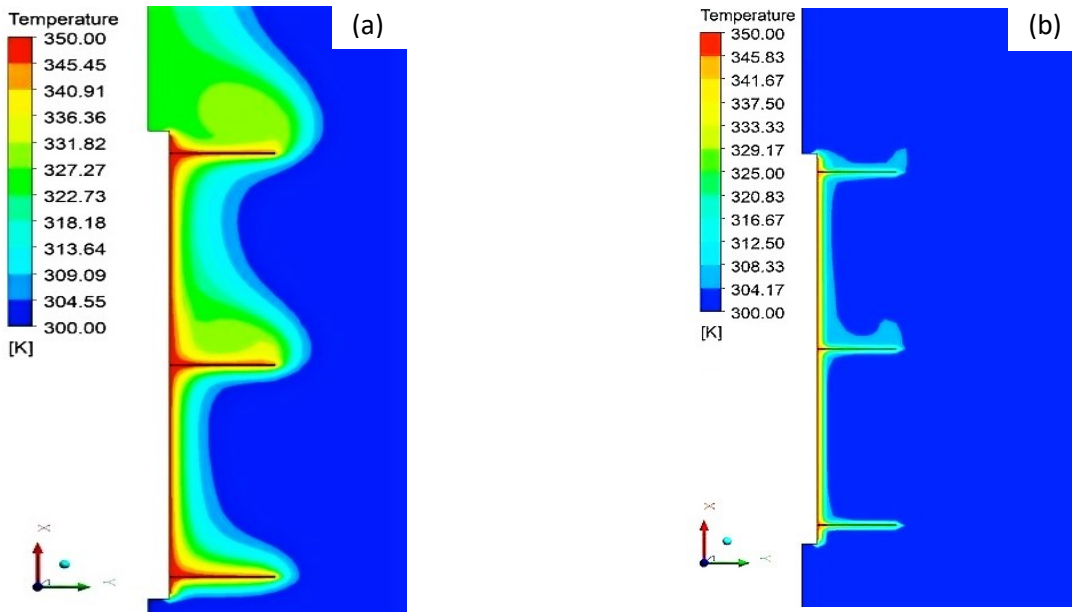 Temperature
350.00
345.45
340.91
336.36
331.82
327.27
322.73
318.18
313.64
309.09
304.55
300.00
[K]
X
Y
(a)
Temperature
350.00
345.83
341.67
337.50
333.33
329.17
325.00
320.83
316.67
312.50
308.33
304.17
300.00
[K]
X
Y
(b)